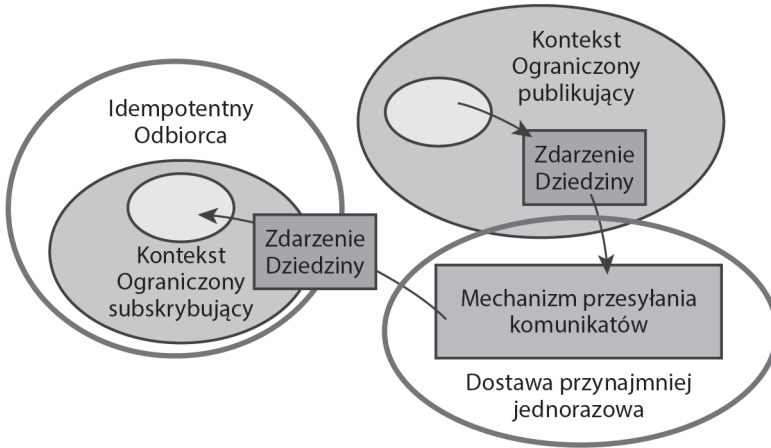 Kontekst
Ograniczony
publikujący
Zdarzenie
Dziedziny
Idempotentny
Odbiorca
Kontekst
Ograniczony
subskrybujący
Zdarzenie
Dziedziny
Mechanizm przesyłania
komunikatów
Dostawa przynajmniej
jednorazowa